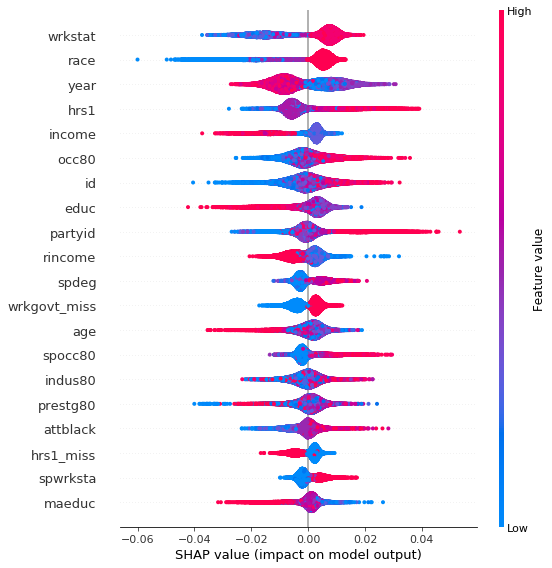 High
wrkstat
race
year
hrs1
income
occ80
id
educ
partyid
rincome
spdeg
wrkgovt_miss
age
spocc80
indus80
prestg80
attblack
hrs1_miss
spwrksta
maeduc
Feature value
Low
−0.06 −0.04 −0.02 0.00 0.02 0.04
SHAP value (impact on model output)